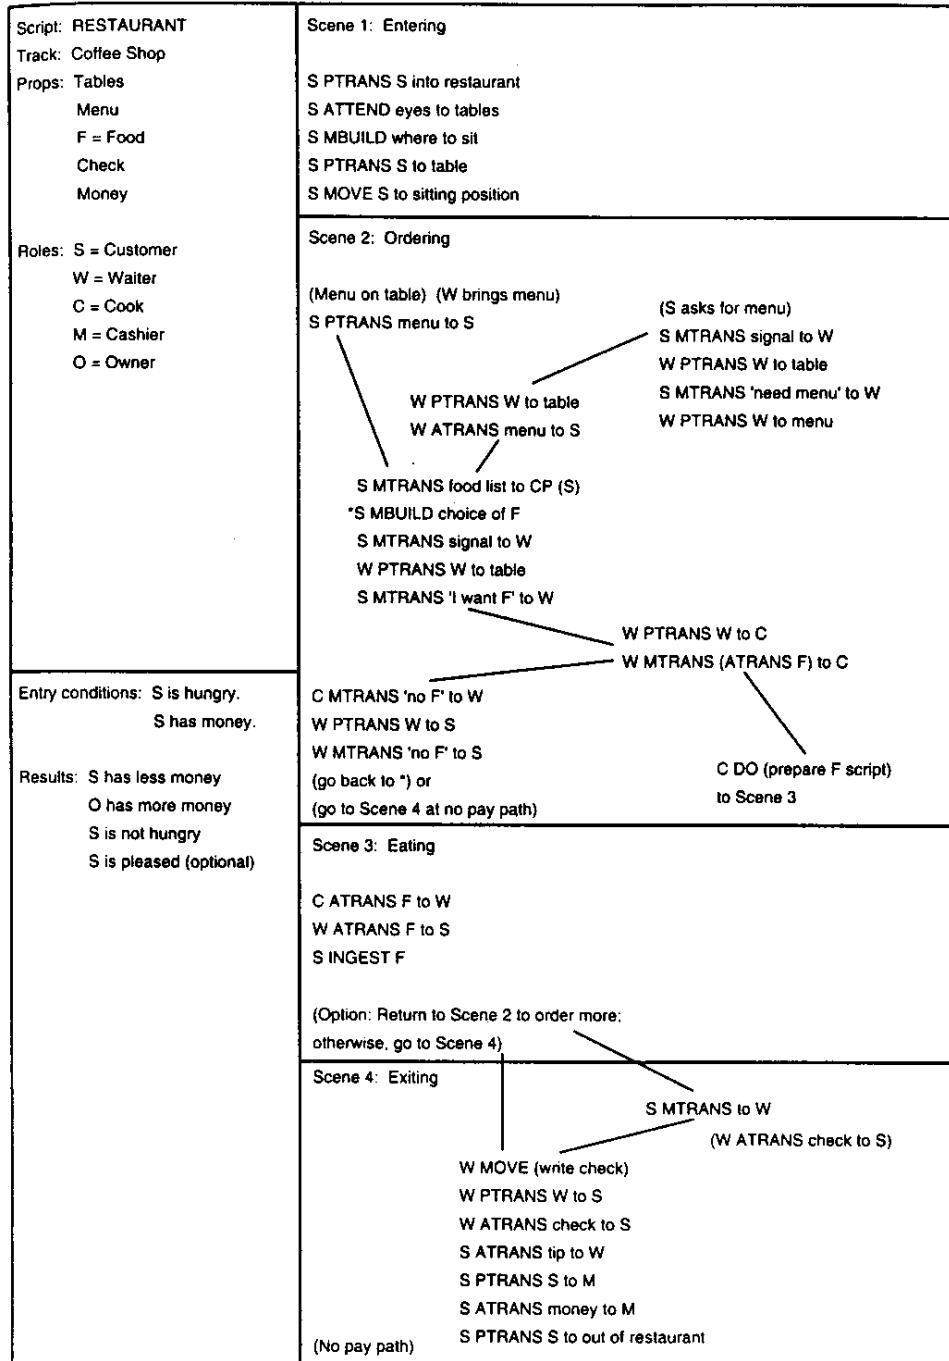 Script: RESTAURANT
Track: Coffee Shop
Props: Tables
Menu
F = Food
Check
Money
Roles: S = Customer
W = Waiter
C = Cook
M = Cashier
O = Owner
Entry conditions: S is hungry.
S has money.
Results: S has less money
O has more money
S is not hungry
S is pleased (optional)
Scene 1: Entering
S PTRANS S into restaurant
S ATTEND eyes to tables
S MBUILD where to sit
S PTRANS S to table
S MOVE S to sitting position
Scene 2: Ordering
(Menu on table) (W brings menu)
S PTRANS menu to S
(S asks for menu)
S MTRANS signal to W
W PTRANS W to table
S MTRANS 'need menu' to W
W PTRANS W to menu
W PTRANS W to table
W ATRANS menu to S
S MTRANS food list to CP (S)
*S MBUILD choice of F
S MTRANS signal to W
W PTRANS W to table
S MTRANS 'I want F' to W
W PTRANS W to C
W MTRANS (ATRANS F) to C
C MTRANS 'no F' to W
W PTRANS W to S
W MTRANS 'no F' to S
(go back to *) or
(go to Scene 4 at no pay path)
C DO (prepare F script)
to Scene 3
Scene 3: Eating
C ATRANS F to W
W ATRANS F to S
S INGEST F
(Option: Return to Scene 2 to order more;
otherwise, go to Scene 4)
Scene 4: Exiting
S MTRANS to W
(W ATRANS check to S)
W MOVE (write check)
W PTRANS W to S
W ATRANS check to S
S ATRANS tip to W
S PTRANS S to M
S ATRANS money to M
S PTRANS S to out of restaurant
(No pay path)